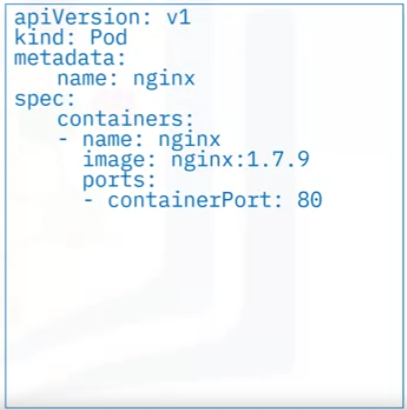 apiVersion: v1
kind: Pod
metadata:
    name: nginx
spec:
    containers:
    - name: nginx
      image: nginx:1.7.9
      ports:
      - containerPort: 80